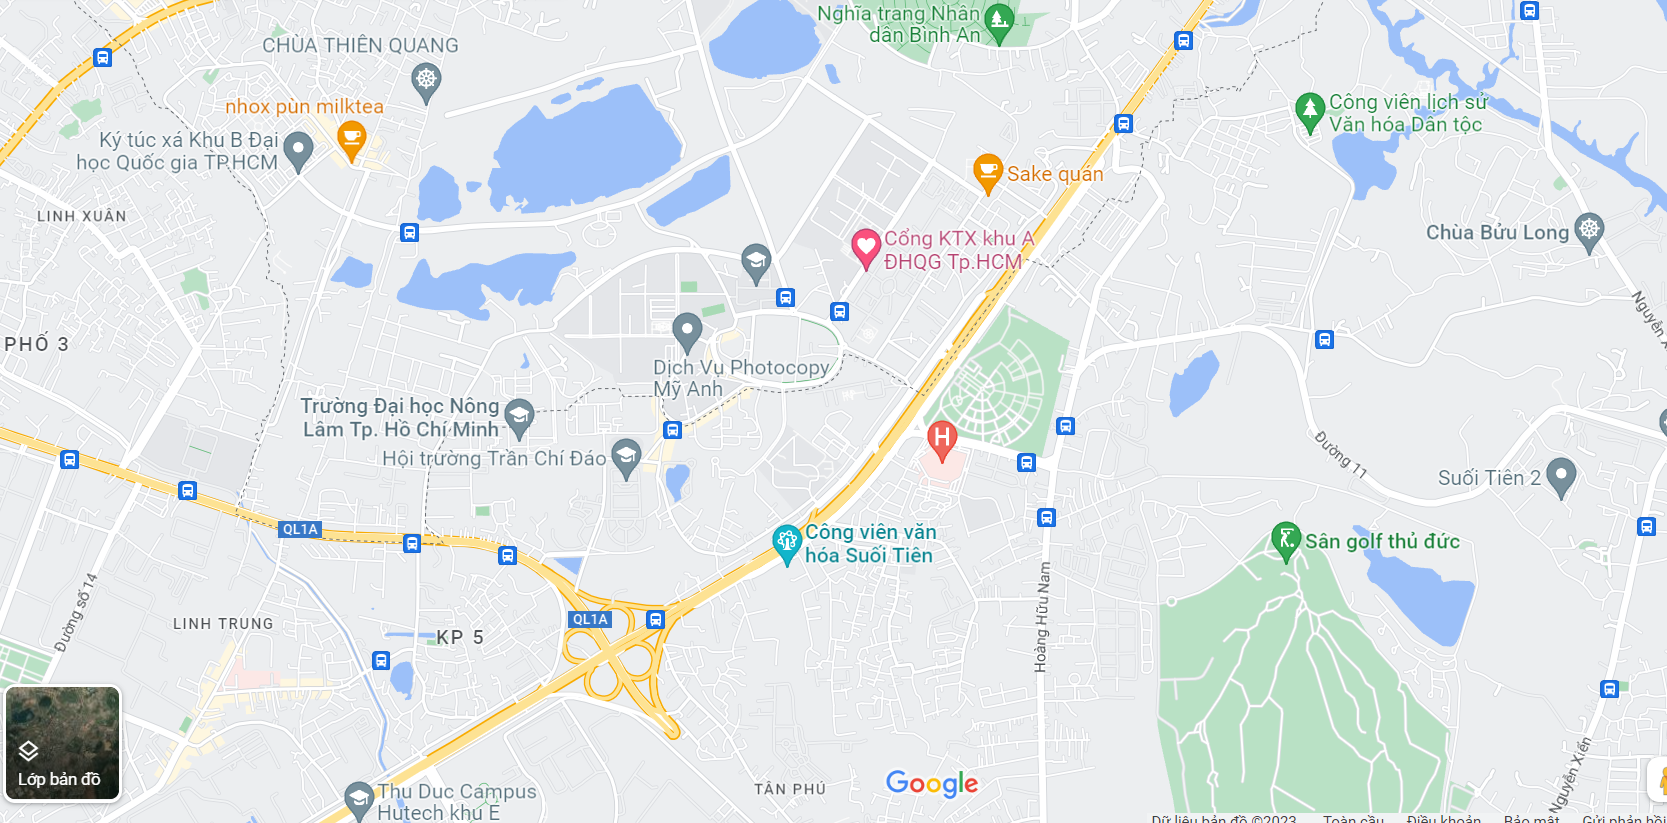 Nghĩa trang Nhân
dân Bình An
CHÙA THIÊN QUANG
nhox pùn milktea
Ký túc xá Khu B Đại
học Quốc gia TP.HCM
Công viên lịch sử
Văn hóa Dân tộc
Sake quán
LINH XUÂN
Cổng KTX khu A
ĐHQG Tp.HCM
Chùa Bửu Long
Nguyễn X
PHỐ 3
Dịch Vụ Photocopy
Mỹ Anh
Trường Đại học Nông
Lâm Tp. Hồ Chí Minh
Hội trường Trần Chí Đáo
H
Đường 11
Suối Tiên 2
QL1A
Công viên văn
hóa Suối Tiên
Sân golf thủ đức
Đường số 14
LINH TRUNG
QL1A
KP 5
Hoàng Hữu Nam
Lớp bản đồ
Thu Duc Campus
Hutech khu E
TÂN PHÚ
Google
Nguyễn Xiển
Dữ liệu bản đồ ©2023 Toàn cầu Điều khoản Bảo mật Gửi phản hồi